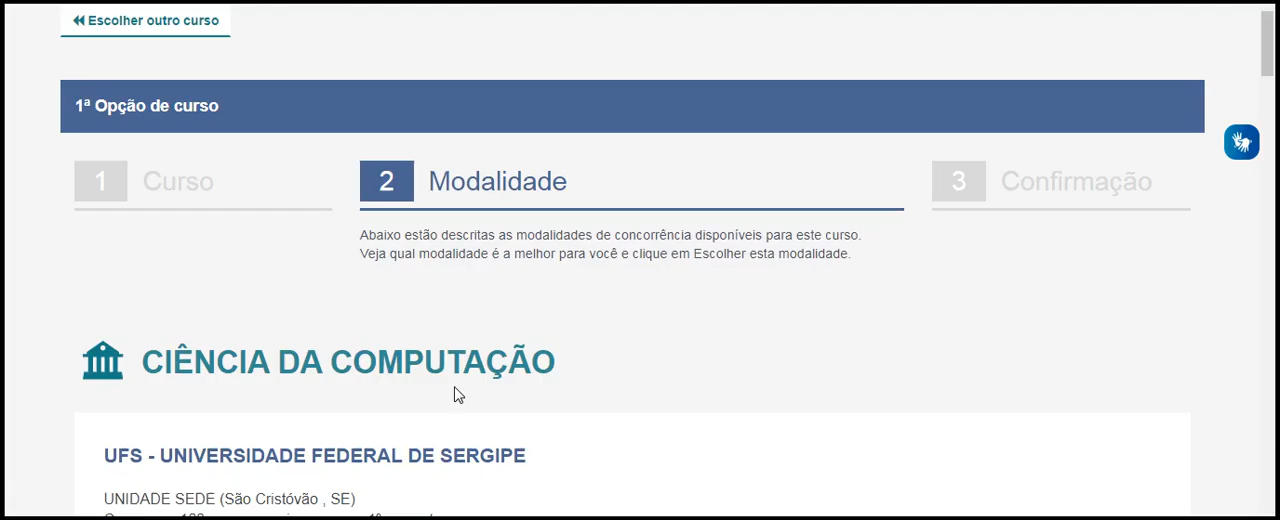 Escolher outro curso
1ª Opção de curso
1 Curso
2 Modalidade
3 Confirmação
Abaixo estão descritas as modalidades de concorrência disponíveis para este curso.
Veja qual modalidade é a melhor para você e clique em Escolher esta modalidade.
CIÊNCIA DA COMPUTAÇÃO
UFS - UNIVERSIDADE FEDERAL DE SERGIPE
UNIDADE SEDE (São Cristóvão , SE)